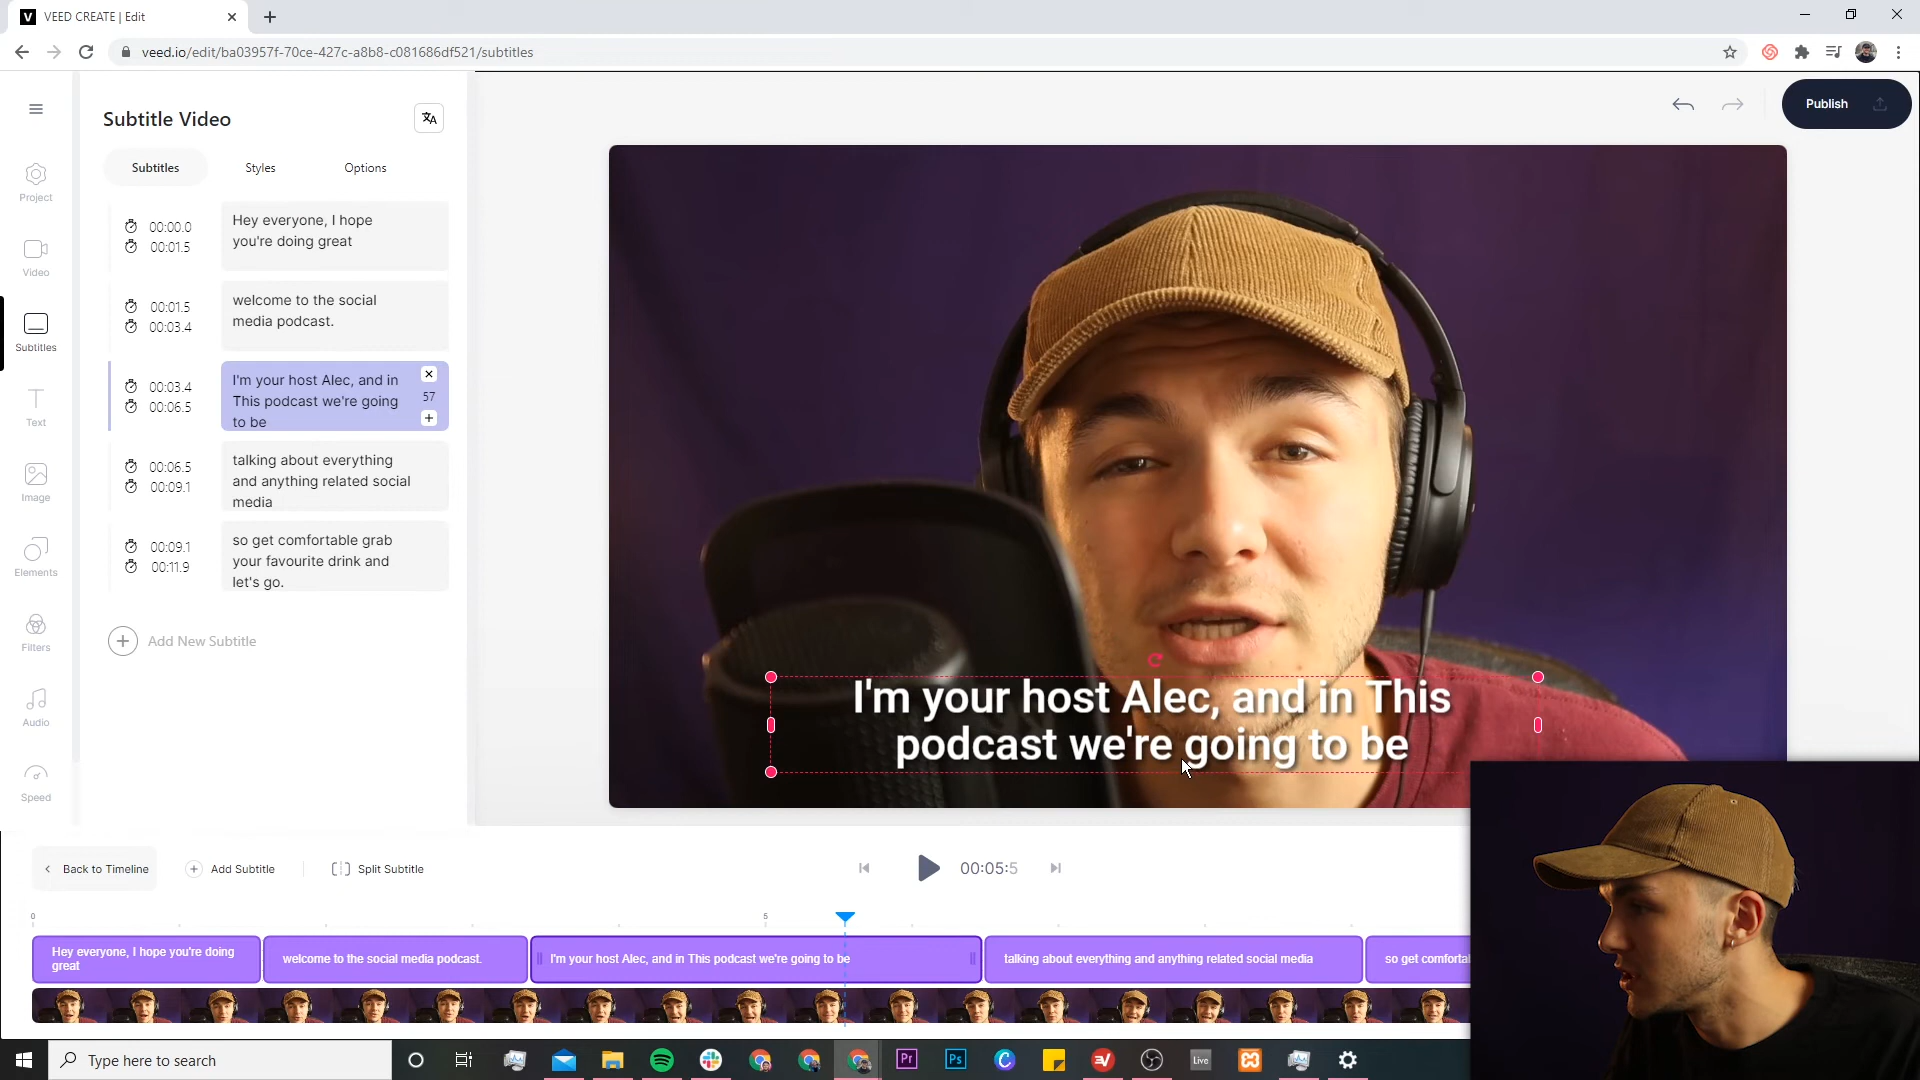 VEED CREATE | Edit
veed.io/edit/ba03957f-70ce-427c-a8b8-c081686df521/subtitles
Subtitle Video
Publish
Subtitles
Styles
Options
Project
Video
Subtitles
Text
Image
Elements
Filters
Audio
Speed
00:00.0
00:01.5
Hey everyone, I hope
you're doing great
00:01.5
00:03.4
welcome to the social
media podcast.
00:03.4
00:06.5
I'm your host Alec, and in
This podcast we're going
to be
57
00:06.5
00:09.1
talking about everything
and anything related social
media
00:09.1
00:11.9
so get comfortable grab
your favourite drink and
let's go.
Add New Subtitle
I'm your host Alec, and in This
podcast we're going to be
Back to Timeline
Add Subtitle
Split Subtitle
00:05:5
0
5
Hey everyone, I hope you're doing
great
welcome to the social media podcast.
I'm your host Alec, and in This podcast we're going to be
talking about everything and anything related social media
so get comfortal
Type here to search
Pr
Ps
Live